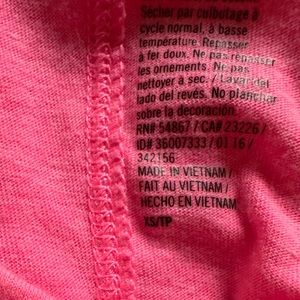 Sécher par culbutage à
cycle normal, à basse
température. Repasser
à fer doux. Ne pas repasser
les ornements. Ne pas
nettoyer à sec. / Lavar del
lado del revés. No planchar
sobre la decoración.
RN# 54867 / CA# 23226 /
ID# 36007333 / 01 16 /
342156
MADE IN VIETNAM /
FAIT AU VIETNAM /
HECHO EN VIETNAM
XS/TP